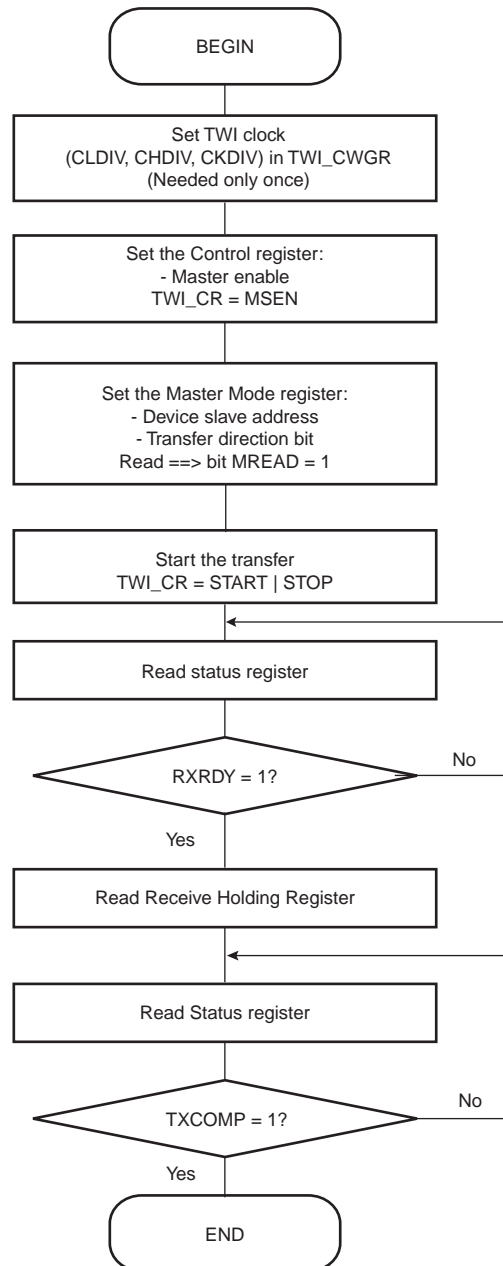 BEGIN
Set TWI clock
(CLDIV, CHDIV, CKDIV) in TWI_CWGR
(Needed only once)
Set the Control register:
- Master enable
TWI_CR = MSEN
Set the Master Mode register:
- Device slave address
- Transfer direction bit
Read ==> bit MREAD = 1
Start the transfer
TWI_CR = START | STOP
Read status register
RXRDY = 1?
No
Yes
Read Receive Holding Register
Read Status register
TXCOMP = 1?
No
Yes
END